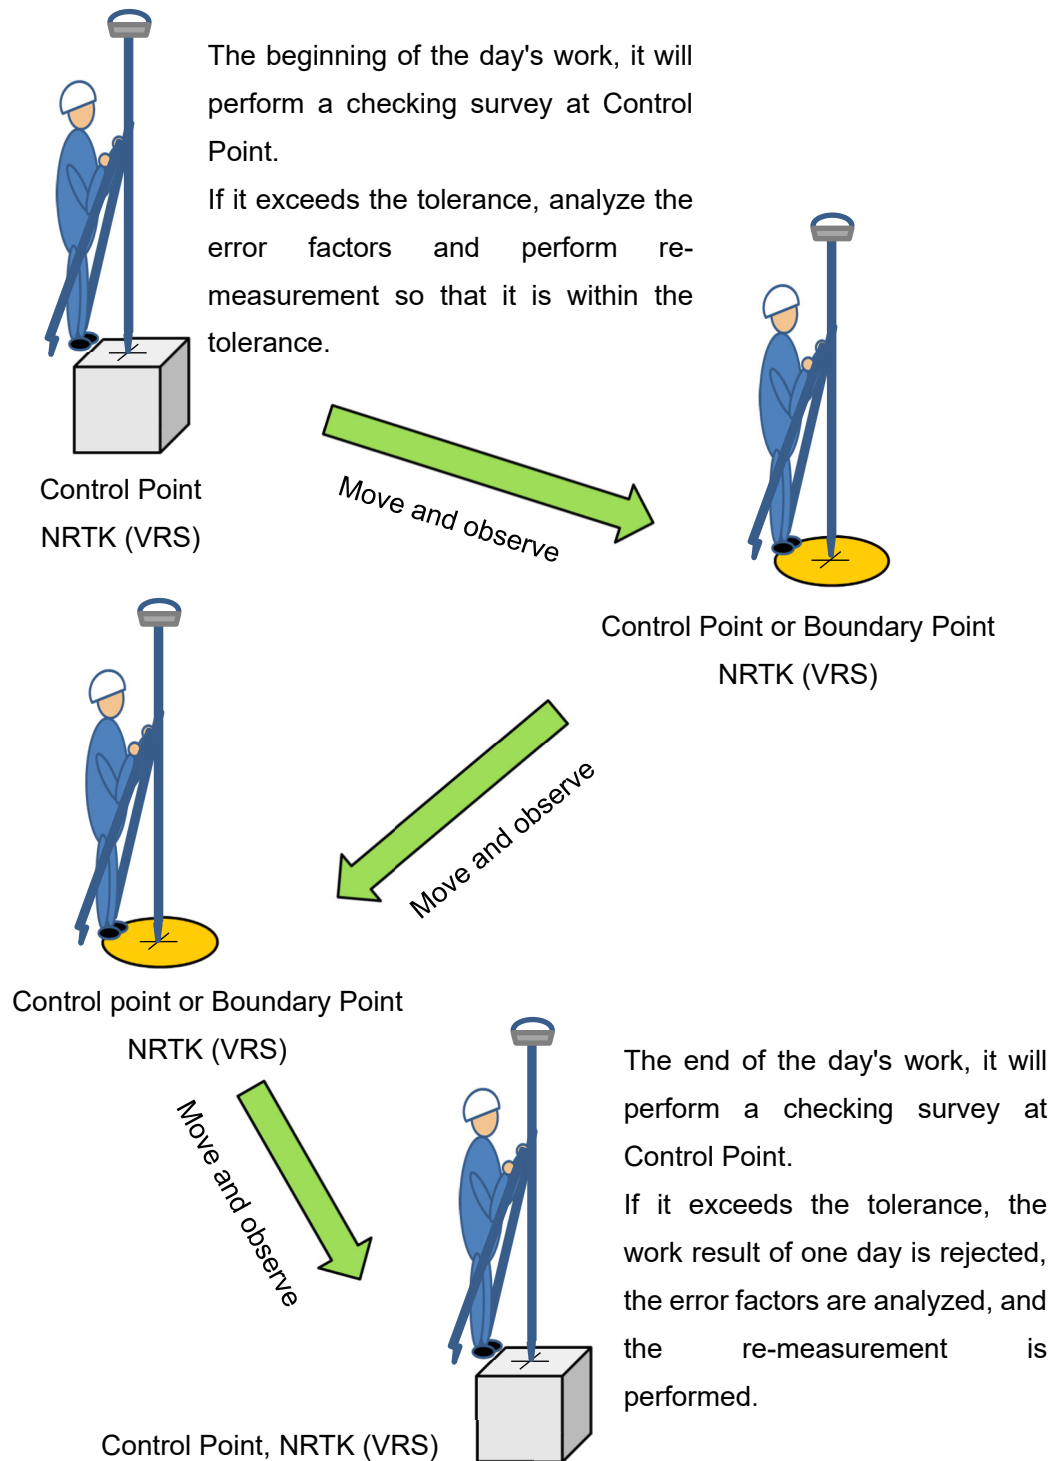 The beginning of the day's work, it will
perform a checking survey at Control
Point.
If it exceeds the tolerance, analyze the
error factors and perform re-
measurement so that it is within the
tolerance.
Control Point
NRTK (VRS)
Move and observe
Control Point or Boundary Point
NRTK (VRS)
Move and observe
Control point or Boundary Point
NRTK (VRS)
Move and observe
The end of the day's work, it will
perform a checking survey at
Control Point.
If it exceeds the tolerance, the
work result of one day is rejected,
the error factors are analyzed, and
the re-measurement is
performed.
Control Point, NRTK (VRS)